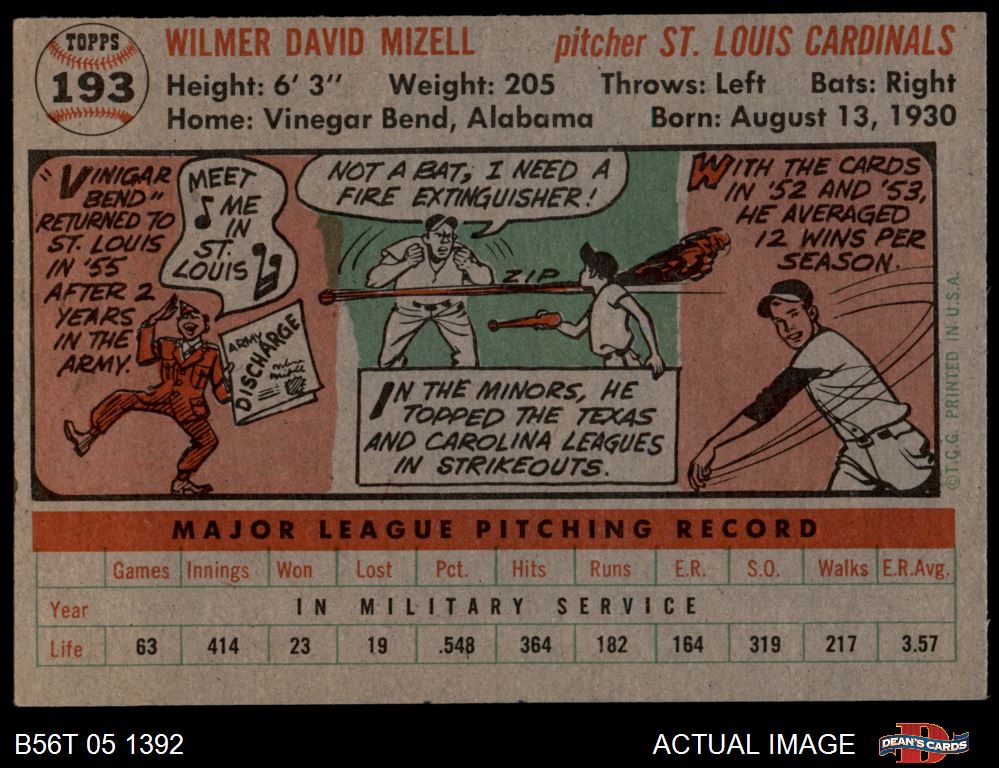 TOPPS
193
WILMER DAVID MIZELL pitcher ST. LOUIS CARDINALS
Height: 6' 3" Weight: 205 Throws: Left Bats: Right
Home: Vinegar Bend, Alabama Born: August 13, 1930
"VINIGAR
BEND"
RETURNED TO
ST. LOUIS
IN '55
AFTER 2
YEARS
IN THE
ARMY.
MEET
ME
IN
ST.
LOUIS
ARMY
DISCHARGE
NOT A BAT, I NEED A
FIRE EXTINGUISHER!
ZIP
IN THE MINORS, HE
TOPPED THE TEXAS
AND CAROLINA LEAGUES
IN STRIKEOUTS.
WITH THE CARDS
IN '52 AND '53,
HE AVERAGED
12 WINS PER
SEASON.
©T.C.G. PRINTED IN U.S.A.
MAJOR LEAGUE PITCHING RECORD
Games Innings Won Lost Pct. Hits Runs E.R. S.O. Walks E.R.Avg.
Year IN MILITARY SERVICE
Life 63 414 23 19 .548 364 182 164 319 217 3.57
B56T 05 1392 ACTUAL IMAGE DEAN'S CARDS